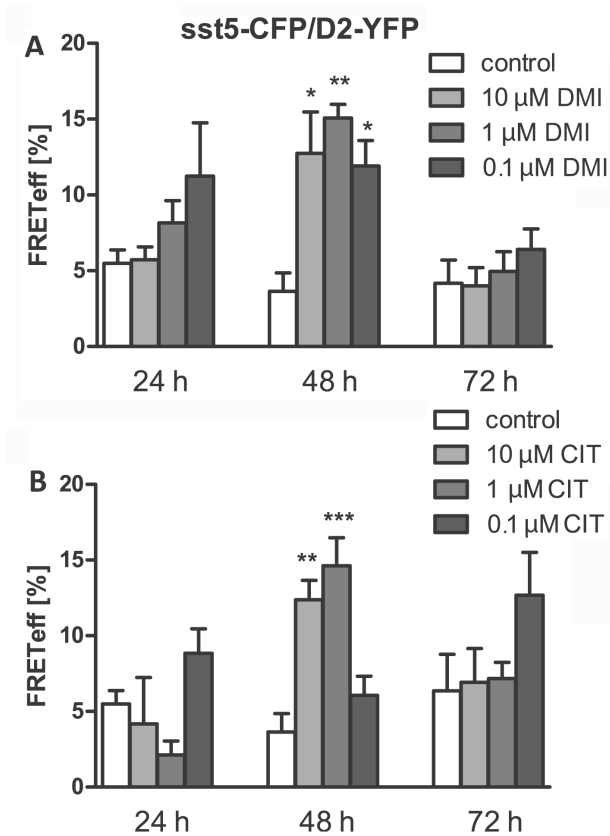 sst5-CFP/D2-YFP
A
FRETeff [%]
20
15
10
5
0
control
10 µM DMI
1 µM DMI
0.1 µM DMI
* ** *
24 h 48 h 72 h
B
FRETeff [%]
20
15
10
5
0
control
10 µM CIT
1 µM CIT
0.1 µM CIT
** ***
24 h 48 h 72 h